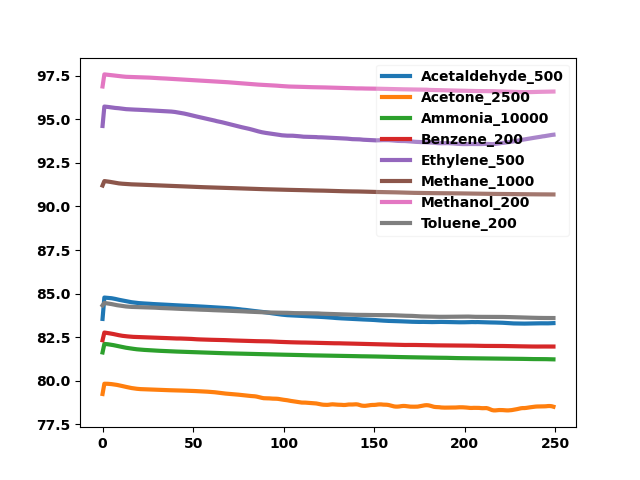 97.5
95.0
92.5
90.0
87.5
85.0
82.5
80.0
77.5
0
50
100
150
200
250
Acetaldehyde_500
Acetone_2500
Ammonia_10000
Benzene_200
Ethylene_500
Methane_1000
Methanol_200
Toluene_200